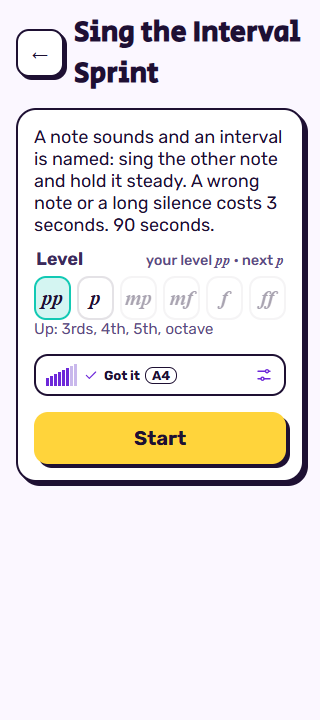 ←
Sing the Interval
Sprint
A note sounds and an interval
is named: sing the other note
and hold it steady. A wrong
note or a long silence costs 3
seconds. 90 seconds.
Level
your level pp • next p
pp p mp mf f ff
Up: 3rds, 4th, 5th, octave
Got it A4
Start